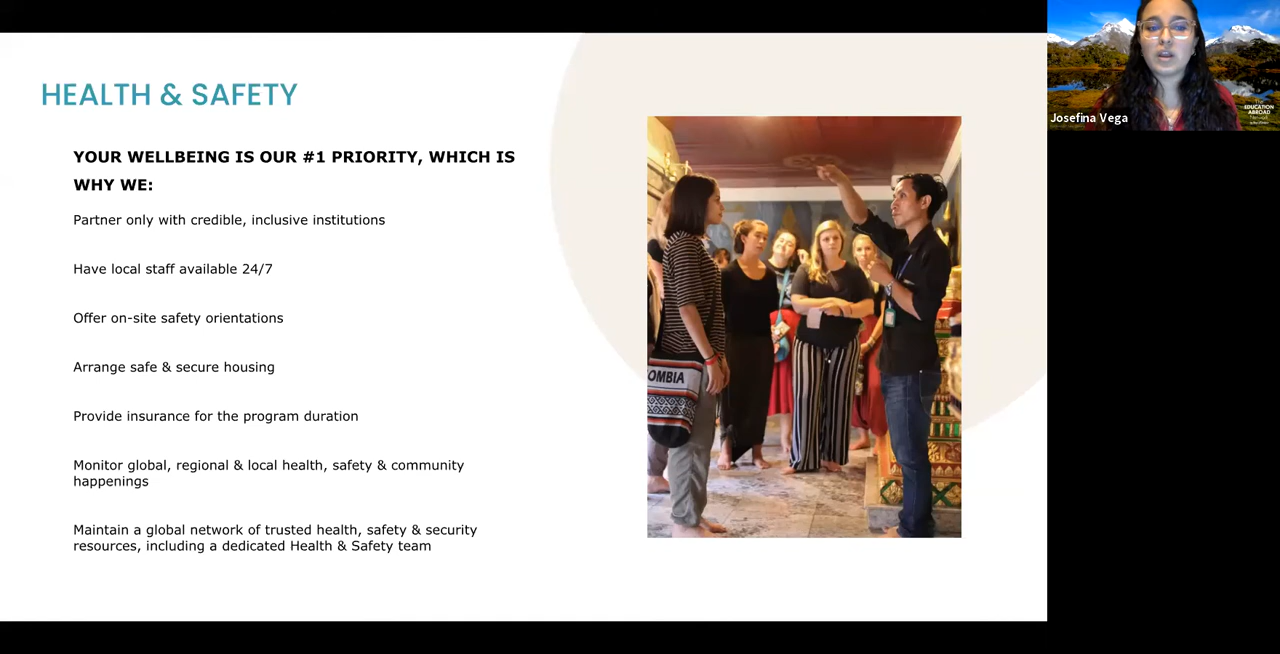 HEALTH & SAFETY
YOUR WELLBEING IS OUR #1 PRIORITY, WHICH IS
WHY WE:
Partner only with credible, inclusive institutions
Have local staff available 24/7
Offer on-site safety orientations
Arrange safe & secure housing
Provide insurance for the program duration
Monitor global, regional & local health, safety & community
happenings
Maintain a global network of trusted health, safety & security
resources, including a dedicated Health & Safety team
OMBIA
EDUCATION
ABROAD
Josefina Vega